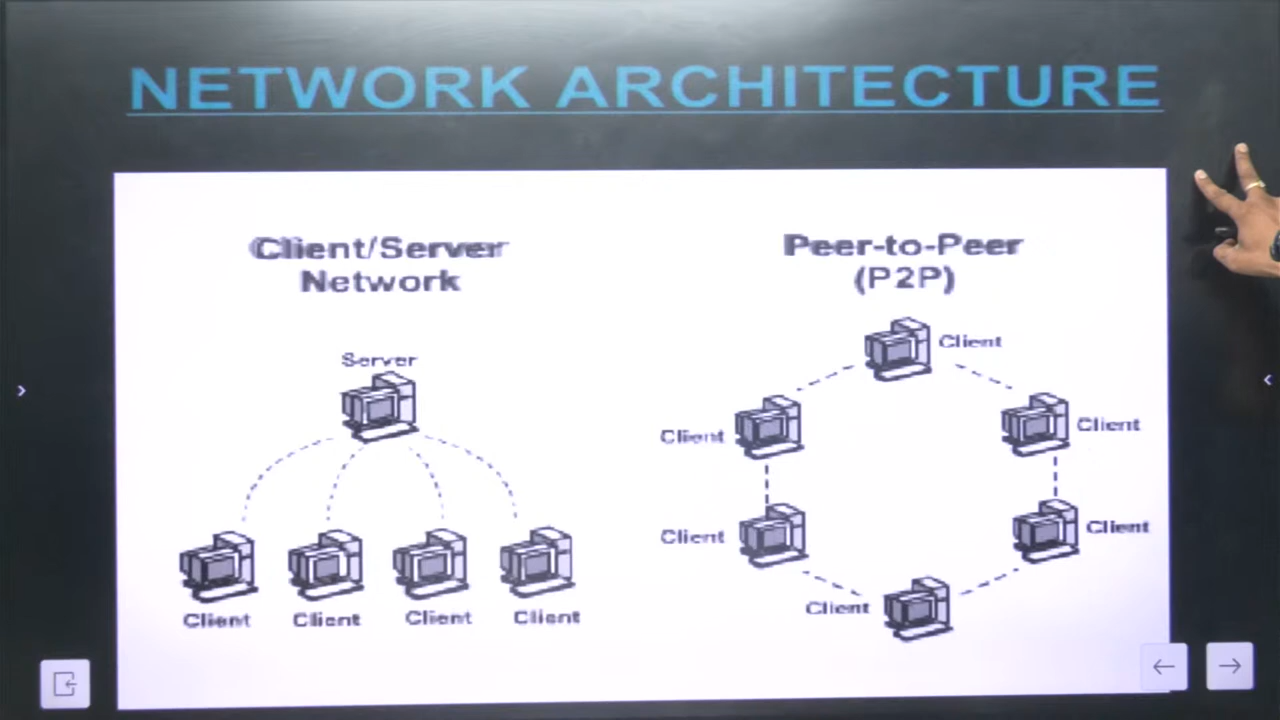 NETWORK ARCHITECTURE
Client/Server
Network
Server
Client
Client
Client
Client
Peer-to-Peer
(P2P)
Client
Client
Client
Client
Client
Client